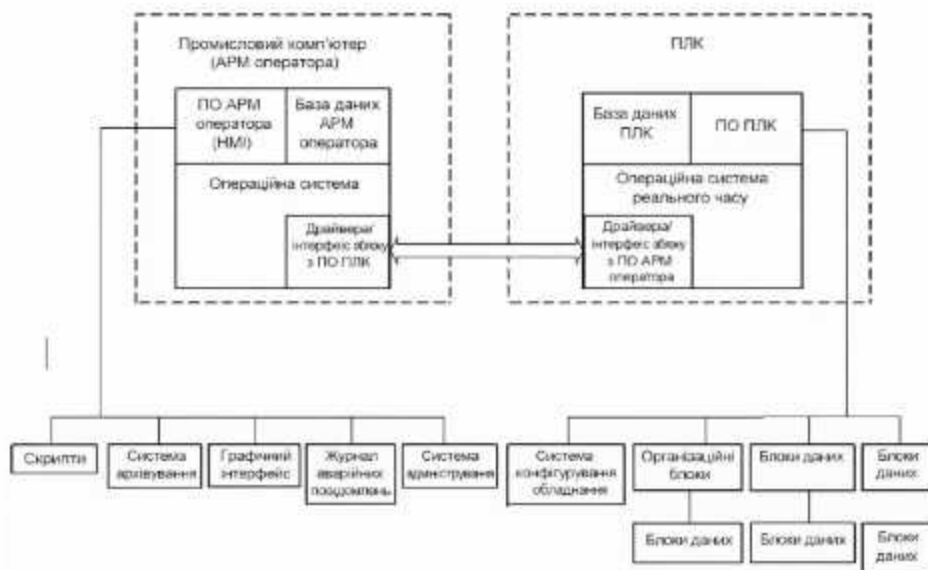 Промисловий комп'ютер
(АРМ оператора)
ПО АРМ
оператора
(HMI)
База даних
АРМ
оператора
Операційна система
Драйвера/
інтерфейс звязку
з ПО ПЛК
ПЛК
База даних
ПЛК
ПО ПЛК
Операційна система
реального часу
Драйвера/
інтерфейс звязку
з ПО АРМ
оператора
Скрипти
Система
архівування
Графічний
інтерфейс
Журнал
аварійних
повідомлень
Система
адміністрування
Система
конфігурування
обладнання
Організаційні
блоки
Блоки даних
Блоки
даних
Блоки даних
Блоки даних
Блоки
даних